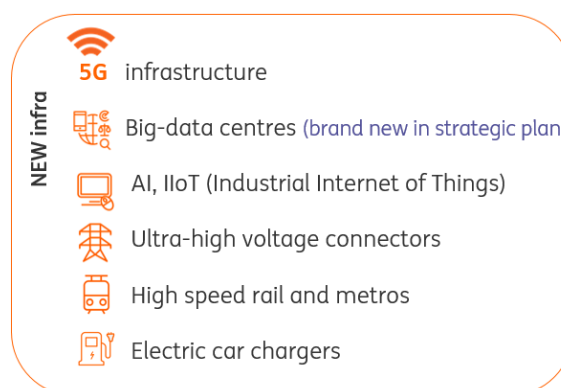 NEW infra
5G infrastructure
Big-data centres (brand new in strategic plan
AI, IIoT (Industrial Internet of Things)
Ultra-high voltage connectors
High speed rail and metros
Electric car chargers